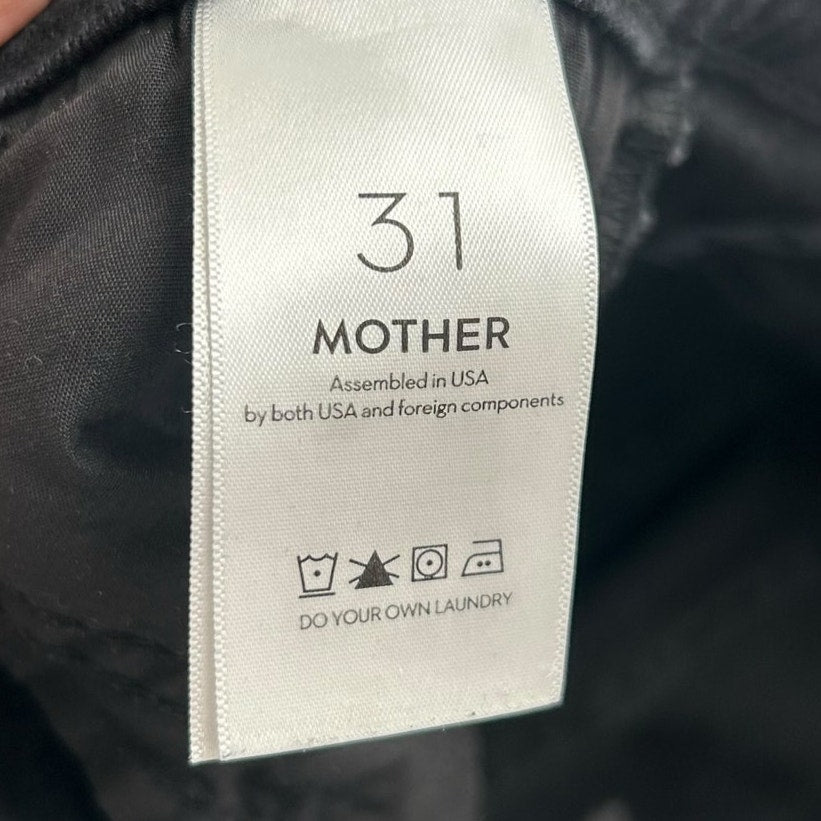 31
MOTHER
Assembled in USA
by both USA and foreign components
DO YOUR OWN LAUNDRY